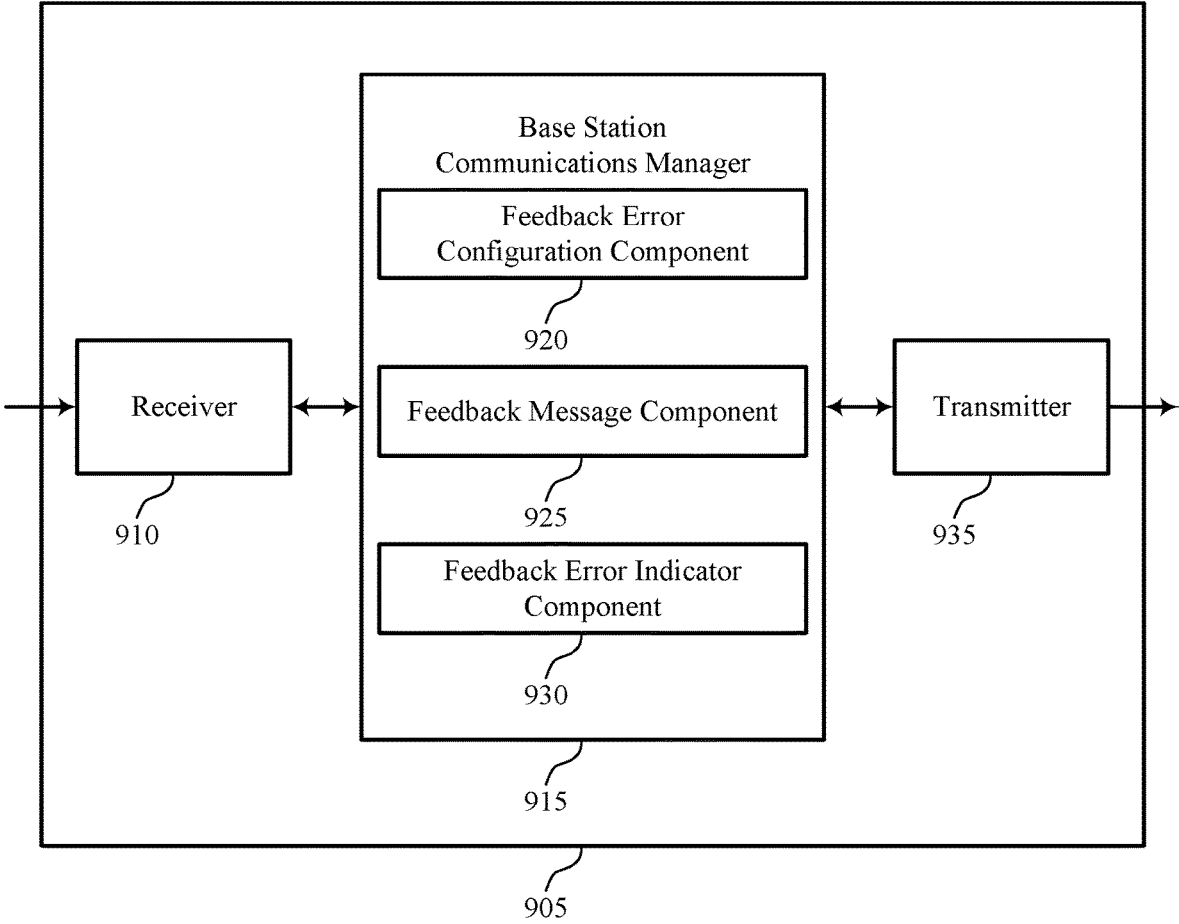 Base Station
Communications Manager
Feedback Error
Configuration Component
920
Receiver
910
Feedback Message Component
925
Transmitter
935
Feedback Error Indicator
Component
930
915
905